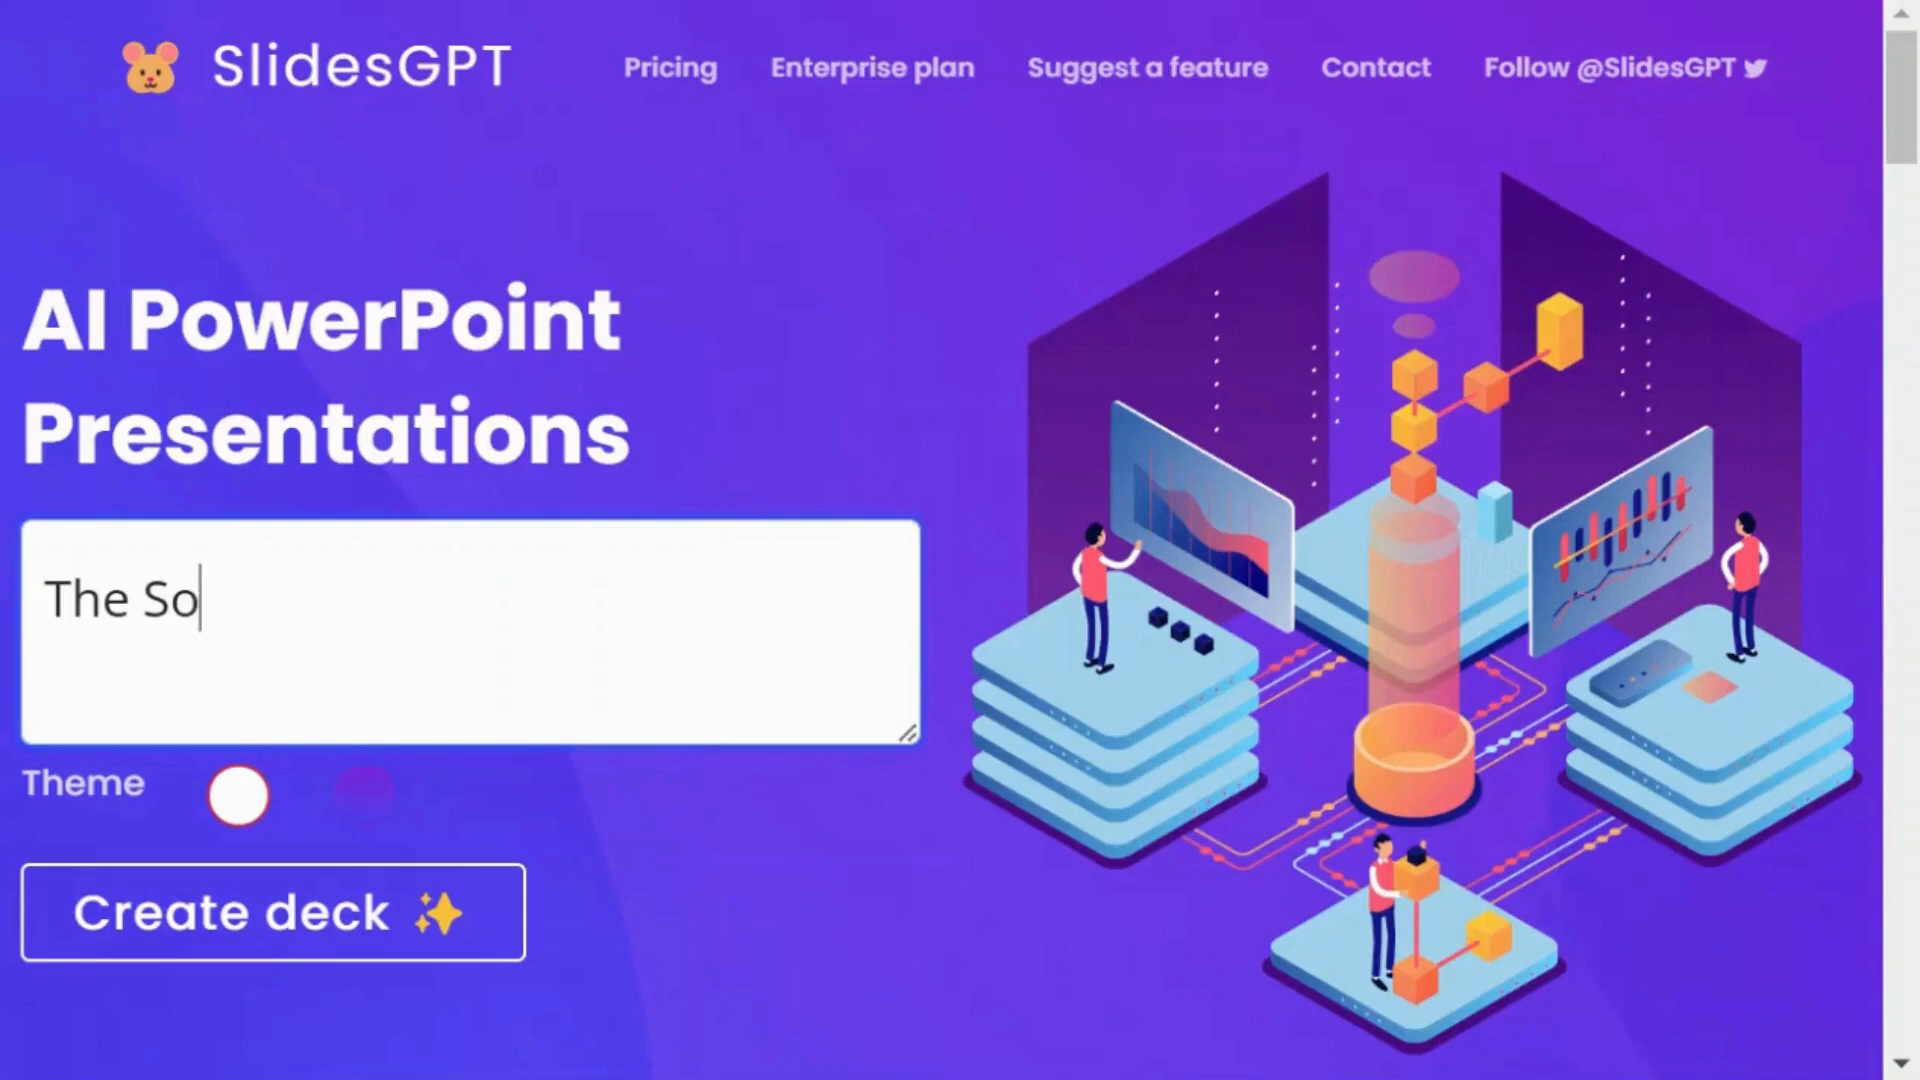 SlidesGPT
Pricing
Enterprise plan
Suggest a feature
Contact
Follow @SlidesGPT
AI PowerPoint
Presentations
The So
Theme
Create deck ✨